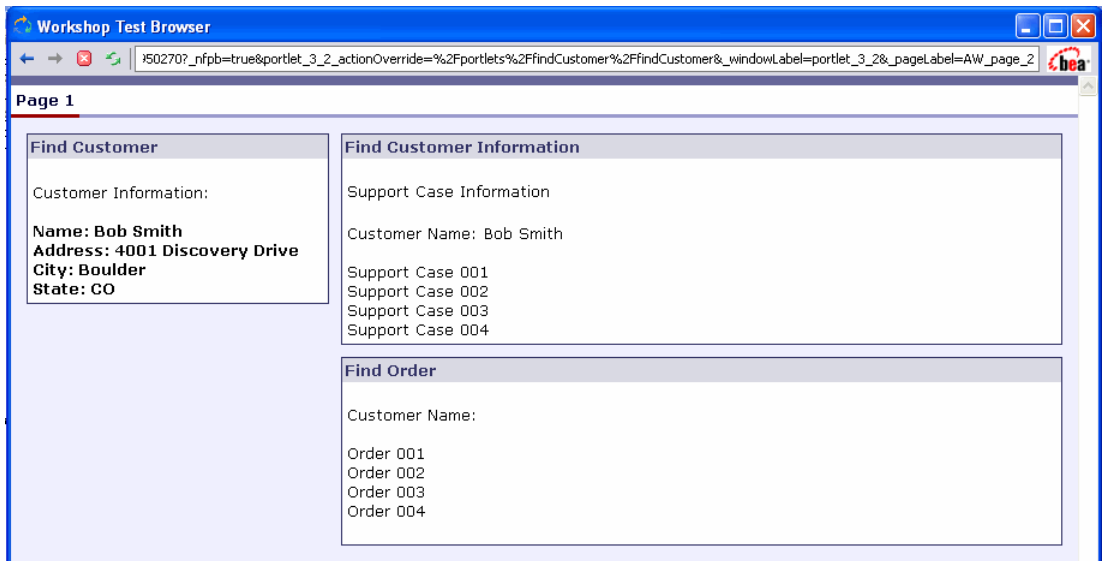 Workshop Test Browser
50270?_nfpb=true&portlet_3_2_actionOverride=%2Fportlets%2FfindCustomer%2FfindCustomer&_windowLabel=portlet_3_2&_pageLabel=AW_page_2
bea
Page 1
Find Customer
Customer Information:
Name: Bob Smith
Address: 4001 Discovery Drive
City: Boulder
State: CO
Find Customer Information
Support Case Information
Customer Name: Bob Smith
Support Case 001
Support Case 002
Support Case 003
Support Case 004
Find Order
Customer Name:
Order 001
Order 002
Order 003
Order 004